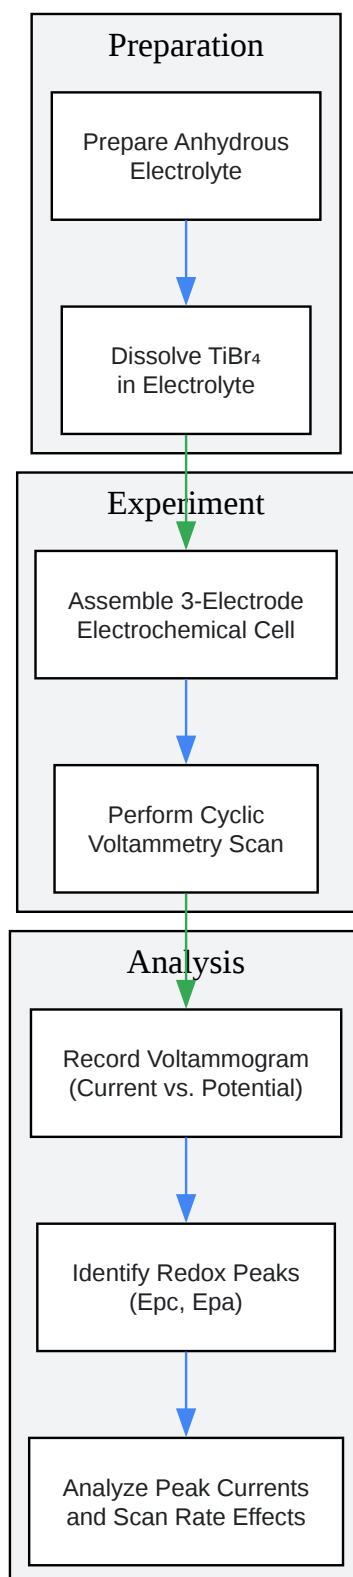 Preparation
Prepare Anhydrous
Electrolyte
Dissolve TiBr₄
in Electrolyte
Experiment
Assemble 3-Electrode
Electrochemical Cell
Perform Cyclic
Voltammetry Scan
Analysis
Record Voltammogram
(Current vs. Potential)
Identify Redox Peaks
(Epc, Epa)
Analyze Peak Currents
and Scan Rate Effects